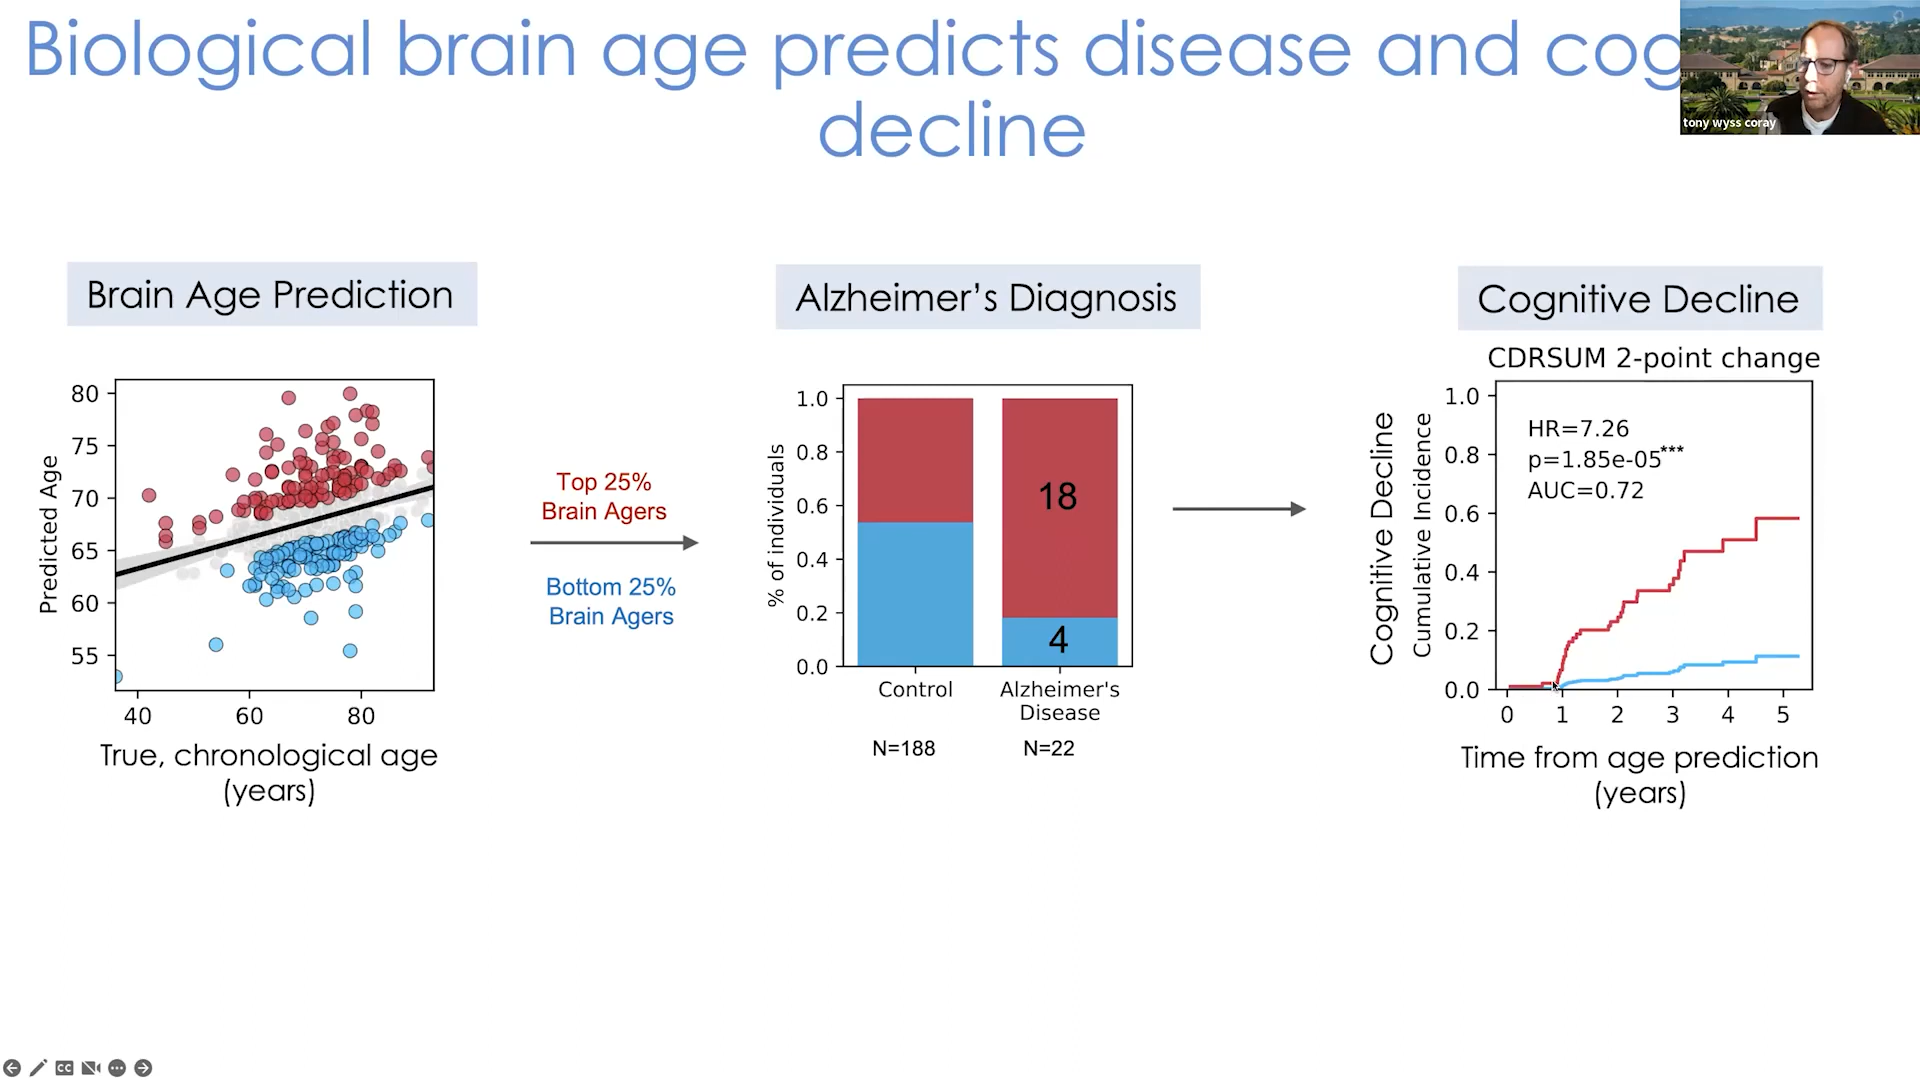 Biological brain age predicts disease and cog
decline
tony wyss coray
Brain Age Prediction
80
75
70
65
60
55
Predicted Age
40 60 80
True, chronological age
(years)
Top 25%
Brain Agers
Bottom 25%
Brain Agers
Alzheimer's Diagnosis
1.0
0.8
0.6
0.4
0.2
0.0
% of individuals
18
4
Control
Alzheimer's
Disease
N=188
N=22
Cognitive Decline
CDRSUM 2-point change
Cognitive Decline
Cumulative Incidence
1.0
0.8
0.6
0.4
0.2
0.0
HR=7.26
p=1.85e-05***
AUC=0.72
0 1 2 3 4 5
Time from age prediction
(years)
CC